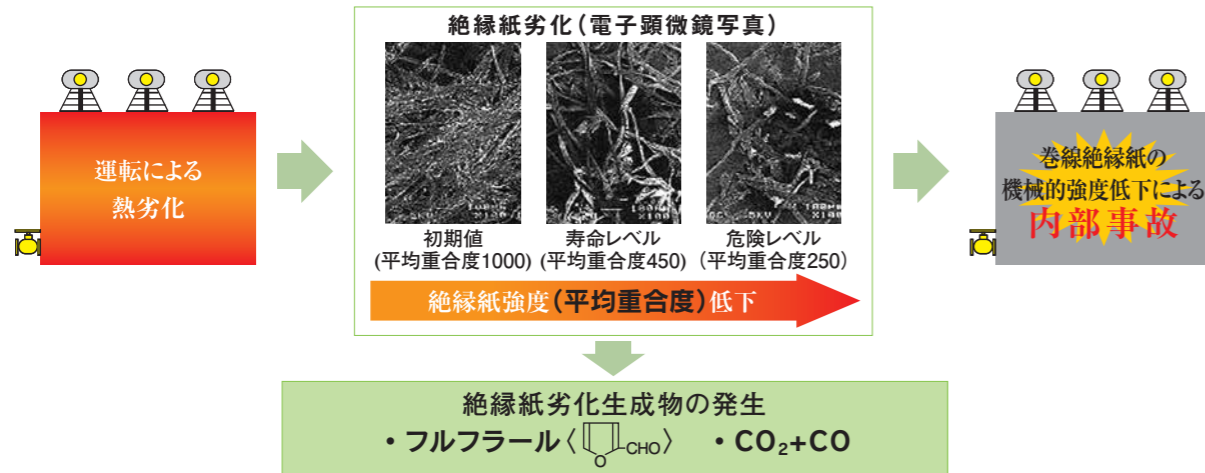 絶縁紙劣化（電子顕微鏡写真）
運転による
熱劣化
初期値
(平均重合度1000)
寿命レベル
(平均重合度450)
危険レベル
（平均重合度250）
絶縁紙強度(平均重合度)低下
巻線絶縁紙の
機械的強度低下による
内部事故
絶縁紙劣化生成物の発生
・フルフラール〈 O CHO〉 ・CO₂+CO